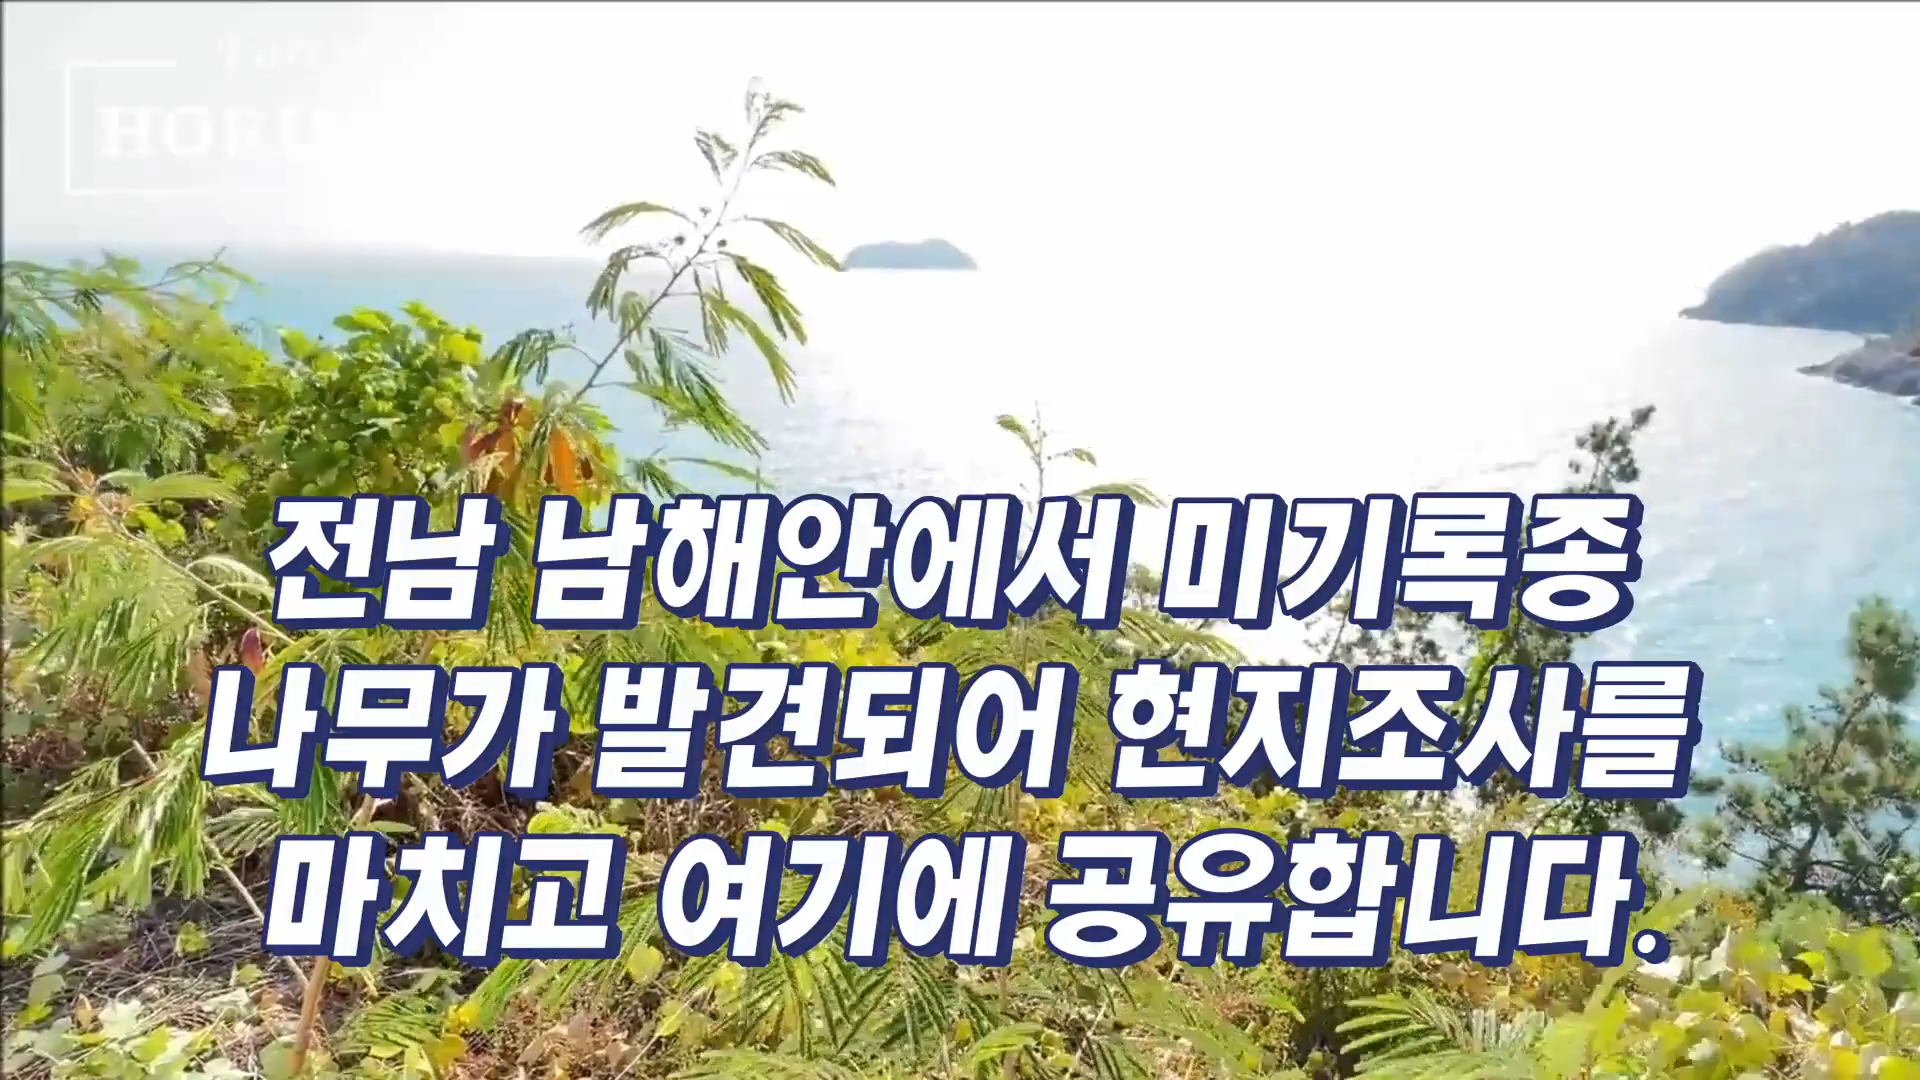 전남 남해안에서 미기록종
나무가 발견되어 현지조사를
마치고 여기에 공유합니다.